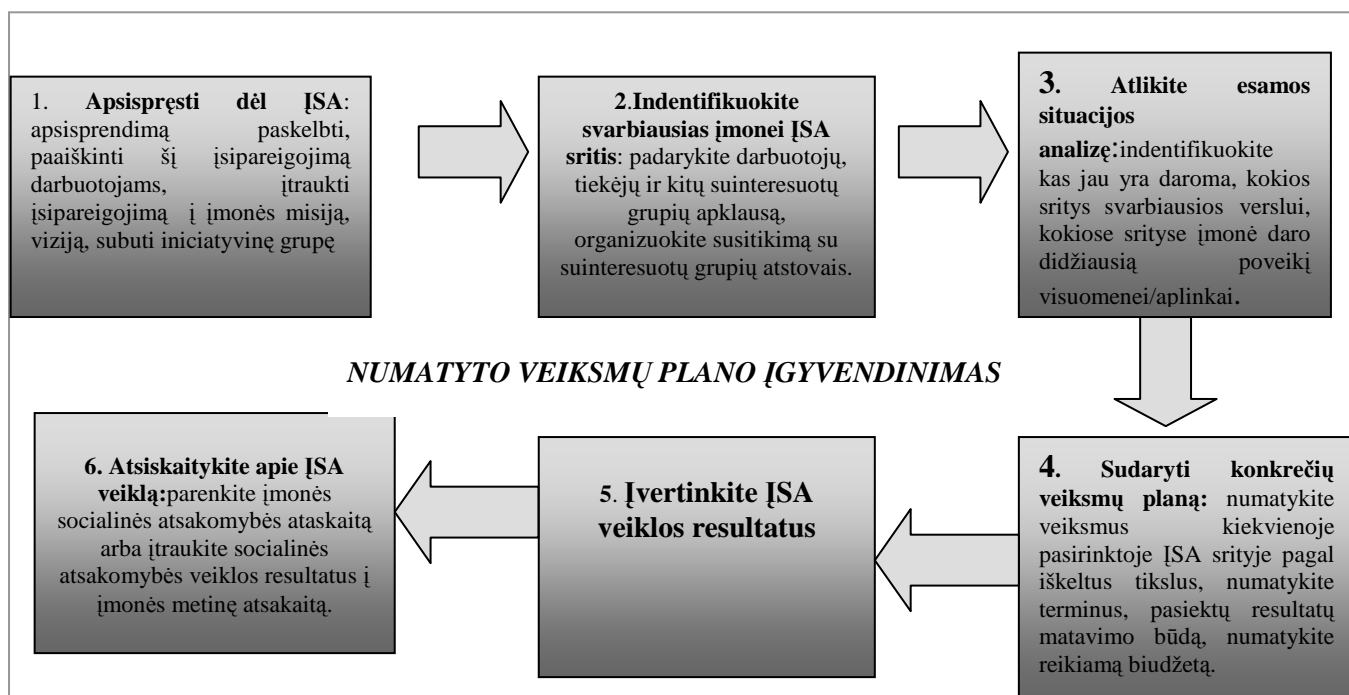 1. Apsispręsti dėl ĮSA:
apsisprendimą paskelbti,
paaiškinti šį įsipareigojimą
darbuotojams, įtraukti
įsipareigojimą į įmonės misiją,
viziją, subuti iniciatyvinę grupę
2.Indentifikuokite
svarbiausias įmonei ĮSA
sritis: padarykite darbuotojų,
tiekėjų ir kitų suinteresuotų
grupių apklausą,
organizuokite susitikimą su
suinteresuotų grupių atstovais.
3. Atlikite esamos
situacijos
analizę:indentifikuokite
kas jau yra daroma, kokios
sritys svarbiausios verslui,
kokiose srityse įmonė daro
didžiausią poveikį
visuomenei/aplinkai.
NUMATYTO VEIKSMŲ PLANO ĮGYVENDINIMAS
4. Sudaryti konkrečių
veiksmų planą: numatykite
veiksmus kiekvienoje
pasirinktoje ĮSA srityje pagal
iškeltus tikslus, numatykite
terminus, pasiektų resultatų
matavimo būdą, numatykite
reikiamą biudžetą.
5. Įvertinkite ĮSA
veiklos resultatus
6. Atsiskaitykite apie ĮSA
veiklą:parenkite įmonės
socialinės atsakomybės ataskaitą
arba įtraukite socialinės
atsakomybės veiklos resultatus į
įmonės metinę atsakaitą.